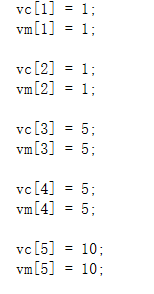 vc[1] = 1;
vm[1] = 1;
vc[2] = 1;
vm[2] = 1;
vc[3] = 5;
vm[3] = 5;
vc[4] = 5;
vm[4] = 5;
vc[5] = 10;
vm[5] = 10;